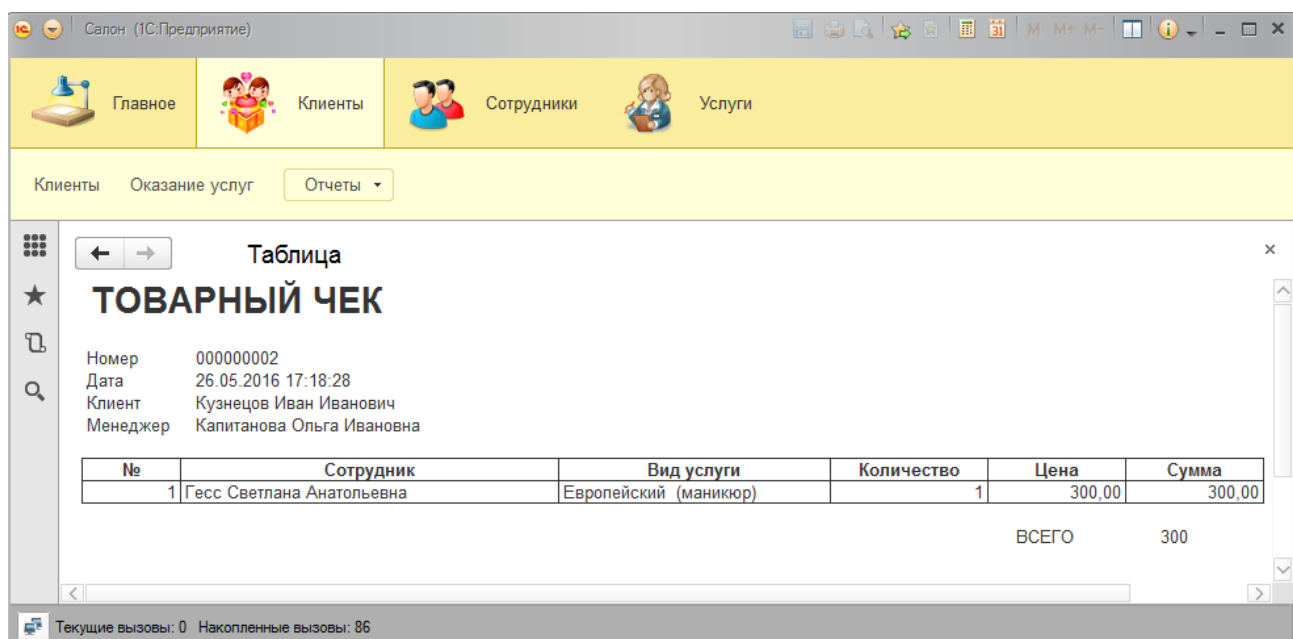 Салон (1С:Предприятие) 31 M M+ M-
Главное Клиенты Сотрудники Услуги
Клиенты Оказание услуг Отчеты
Таблица
ТОВАРНЫЙ ЧЕК
Номер 000000002
Дата 26.05.2016 17:18:28
Клиент Кузнецов Иван Иванович
Менеджер Капитанова Ольга Ивановна
№ Сотрудник Вид услуги Количество Цена Сумма
1 Гесс Светлана Анатольевна Европейский (маникюр) 1 300,00 300,00
ВСЕГО 300
Текущие вызовы: 0 Накопленные вызовы: 86